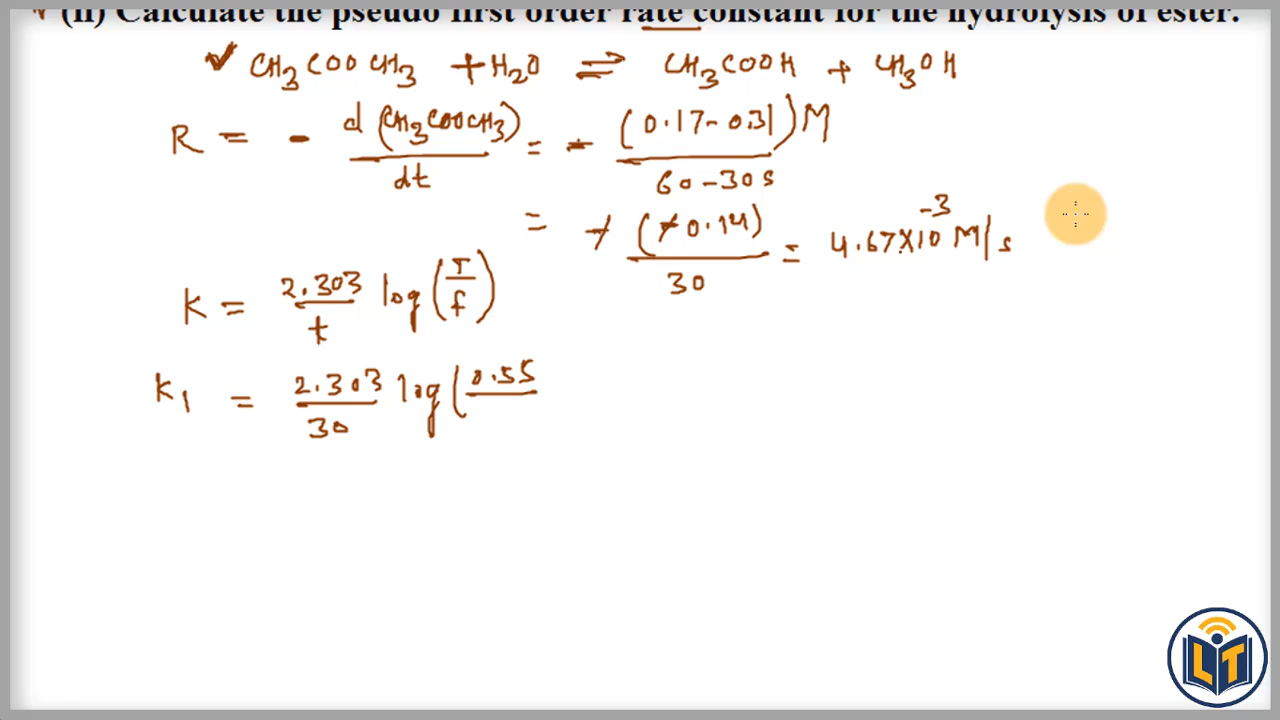 (ii) Calculate the pseudo first order rate constant for the hydrolysis of ester.
CH3COOCH3 + H2O ⇌ CH3COOH + CH3OH
R = - d(CH3COOCH3)/dt = - (0.17-0.31)M/60-30s
= +(-0.14)/30 = 4.67×10^-3 M/s
K = 2.303/t log(I/f)
K1 = 2.303/30 log(0.55
LT